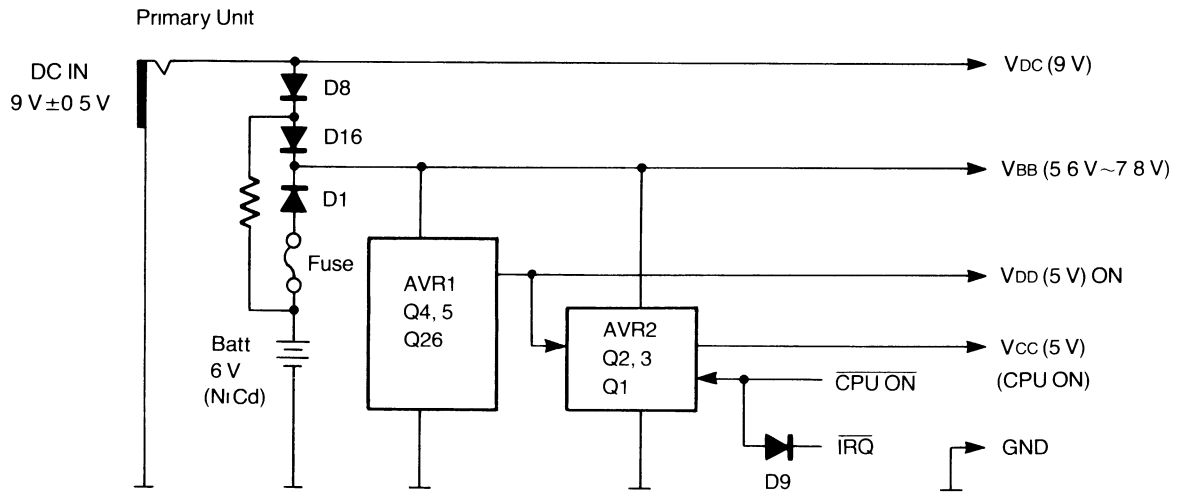 Primary Unit
DC IN
9 V ±0 5 V
D8
D16
D1
Fuse
Batt
6 V
(NiCd)
AVR1
Q4, 5
Q26
AVR2
Q2, 3
Q1
VDC (9 V)
VBB (5 6 V~7 8 V)
VDD (5 V) ON
VCC (5 V)
(CPU ON)
CPU ON
IRQ
D9
GND